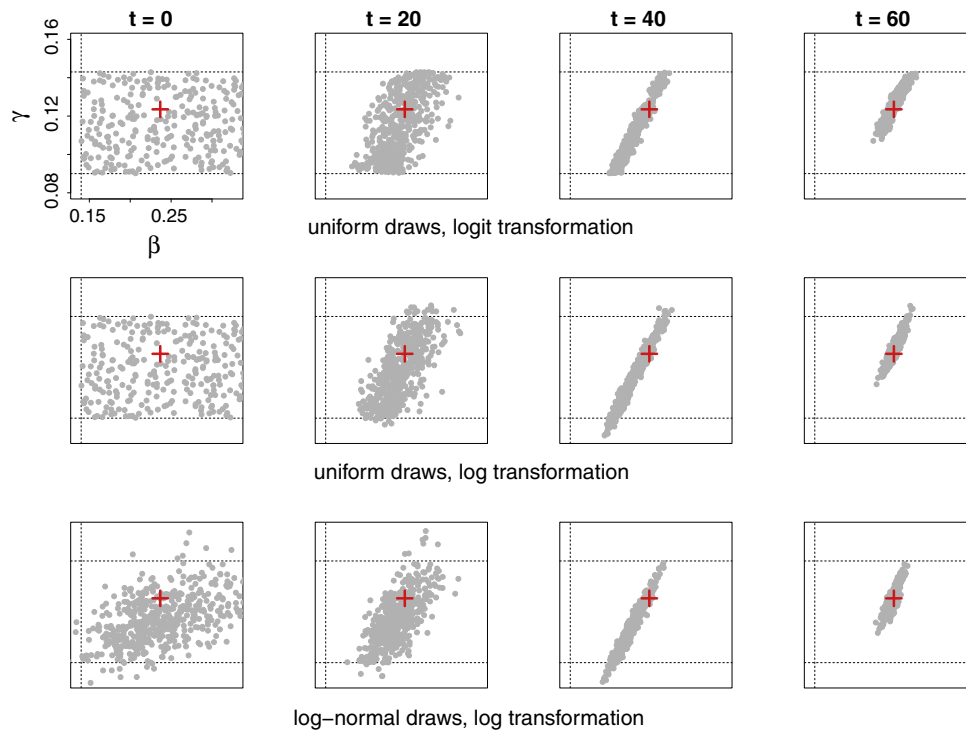 t = 0
t = 20
t = 40
t = 60
0.16
0.12
0.08
γ
0.15
0.25
β
uniform draws, logit transformation
uniform draws, log transformation
log−normal draws, log transformation